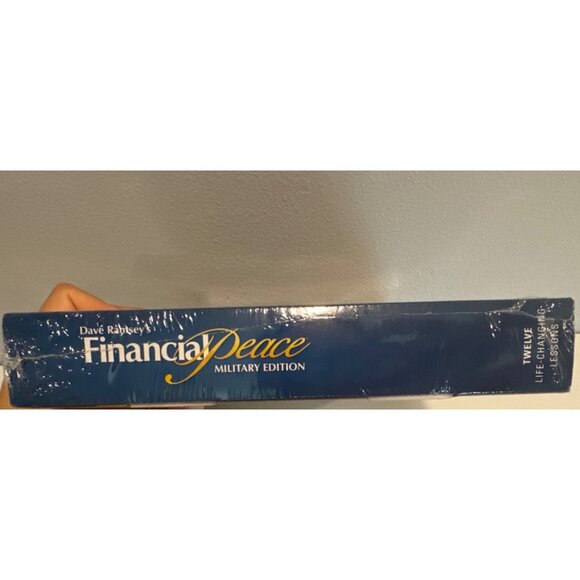 Dave Ramsey's
Financial Peace
MILITARY EDITION
TWELVE
LIFE-CHANGING
LESSONS